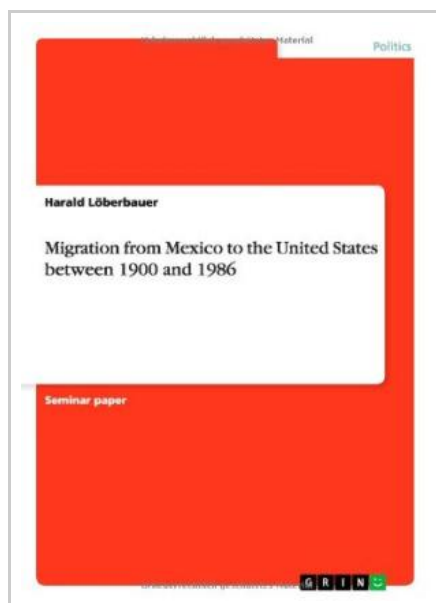 Politics
Harald Löberbauer
Migration from Mexico to the United States
between 1900 and 1986
Seminar paper
GRIN